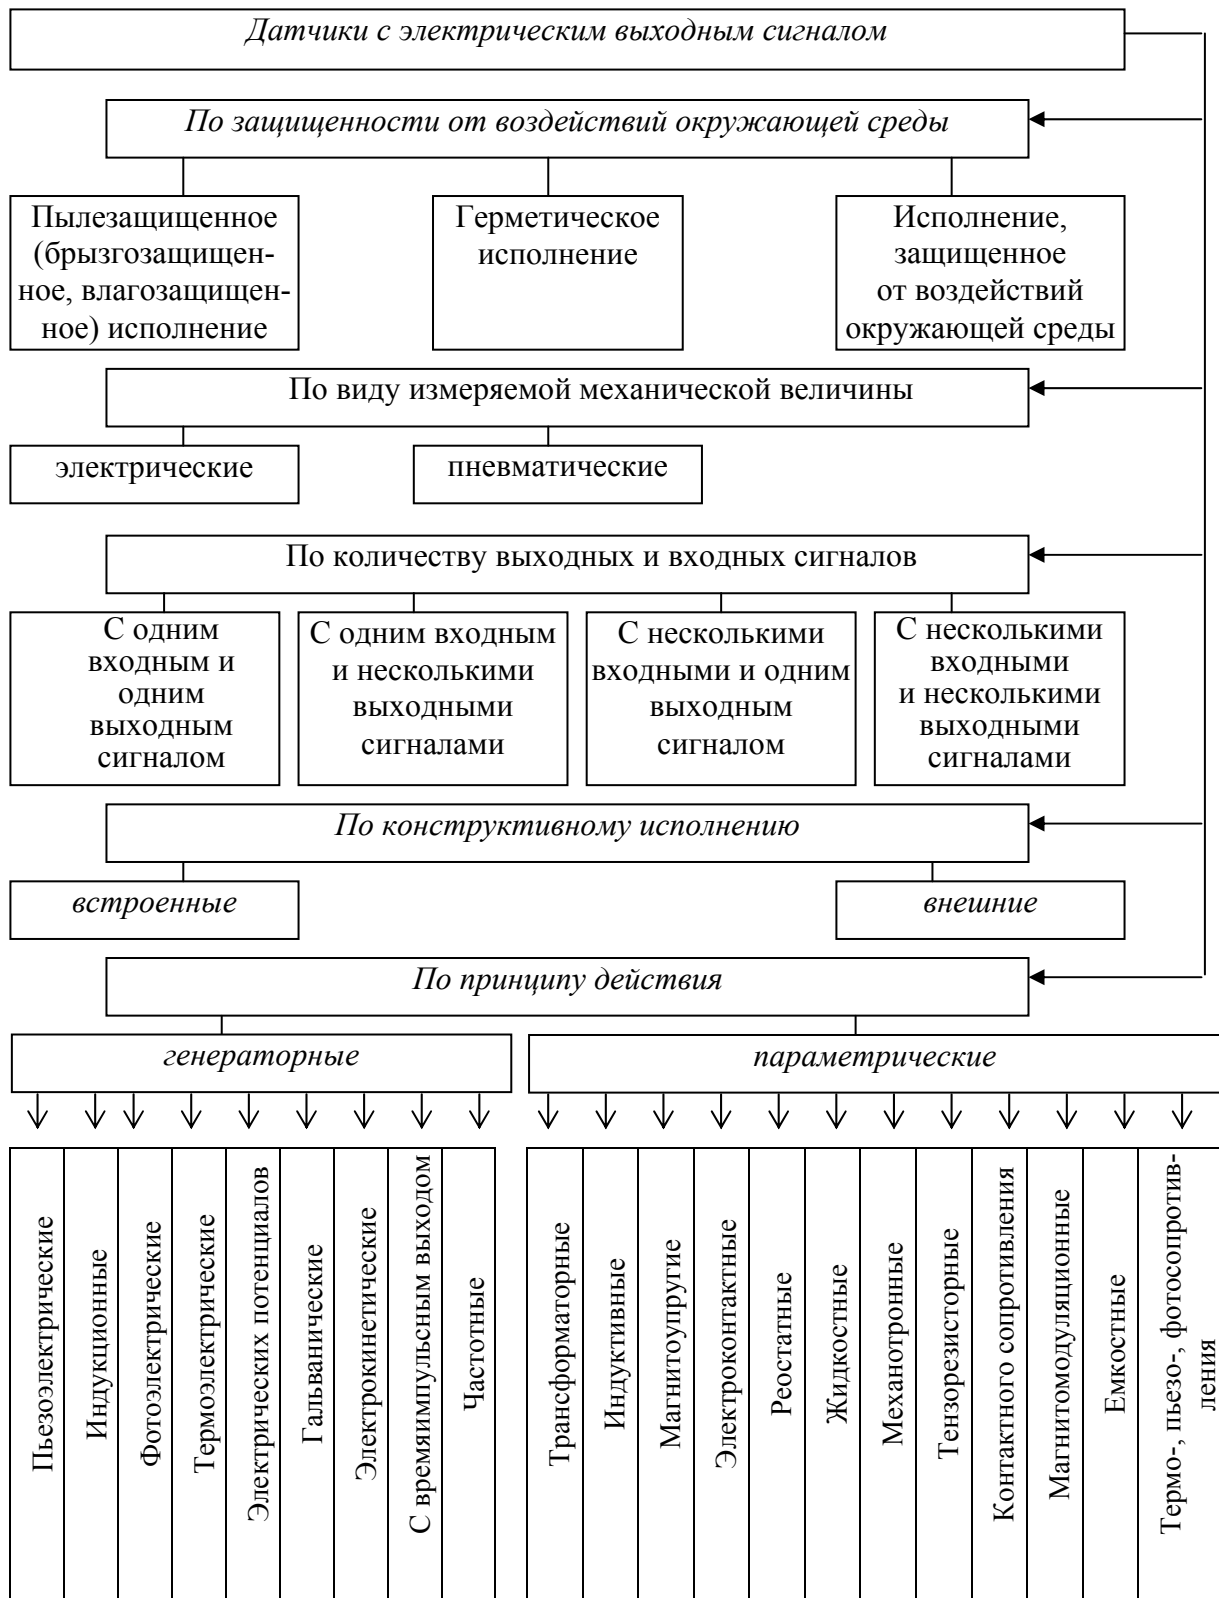 Датчики с электрическим выходным сигналом
По защищенности от воздействий окружающей среды
Пылезащищенное
(брызгозащищен-
ное, влагозащищен-
ное) исполнение
Герметическое
исполнение
Исполнение,
защищенное
от воздействий
окружающей среды
По виду измеряемой механической величины
электрические
пневматические
По количеству выходных и входных сигналов
С одним
входным и
одним
выходным
сигналом
С одним входным
и несколькими
выходными
сигналами
С несколькими
входными и одним
выходным
сигналом
С несколькими
входными
и несколькими
выходными
сигналами
По конструктивному исполнению
встроенные
внешние
По принципу действия
генераторные
параметрические
Пьезоэлектрические
Индукционные
Фотоэлектрические
Термоэлектрические
Электрических потенциалов
Гальванические
Электрокинетические
С времяимпульсным выходом
Частотные
Трансформаторные
Индуктивные
Магнитоупругие
Электроконтактные
Реостатные
Жидкостные
Механотронные
Тензорезисторные
Контактного сопротивления
Магнитомодуляционные
Емкостные
Термо-, пьезо-, фотосопротив-
ления